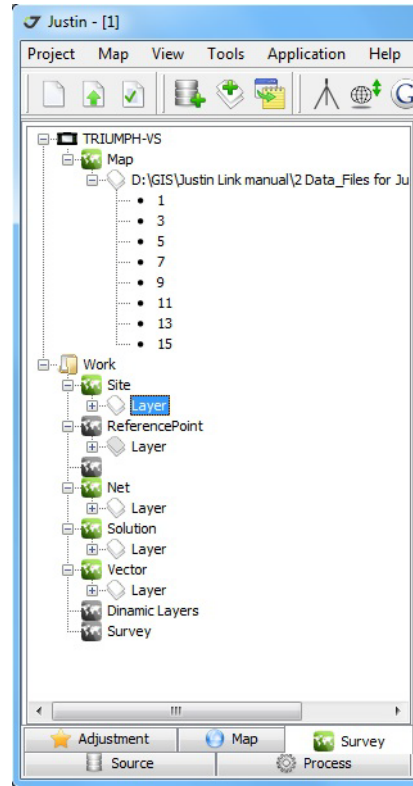 Justin - [1]
Project Map View Tools Application Help
TRIUMPH-VS
Map
D:\GIS\Justin Link manual\2 Data_Files for Ju
1
3
5
7
9
11
13
15
Work
Site
Layer
ReferencePoint
Layer
Net
Layer
Solution
Layer
Vector
Layer
Dinamic Layers
Survey
Adjustment Map Survey
Source Process